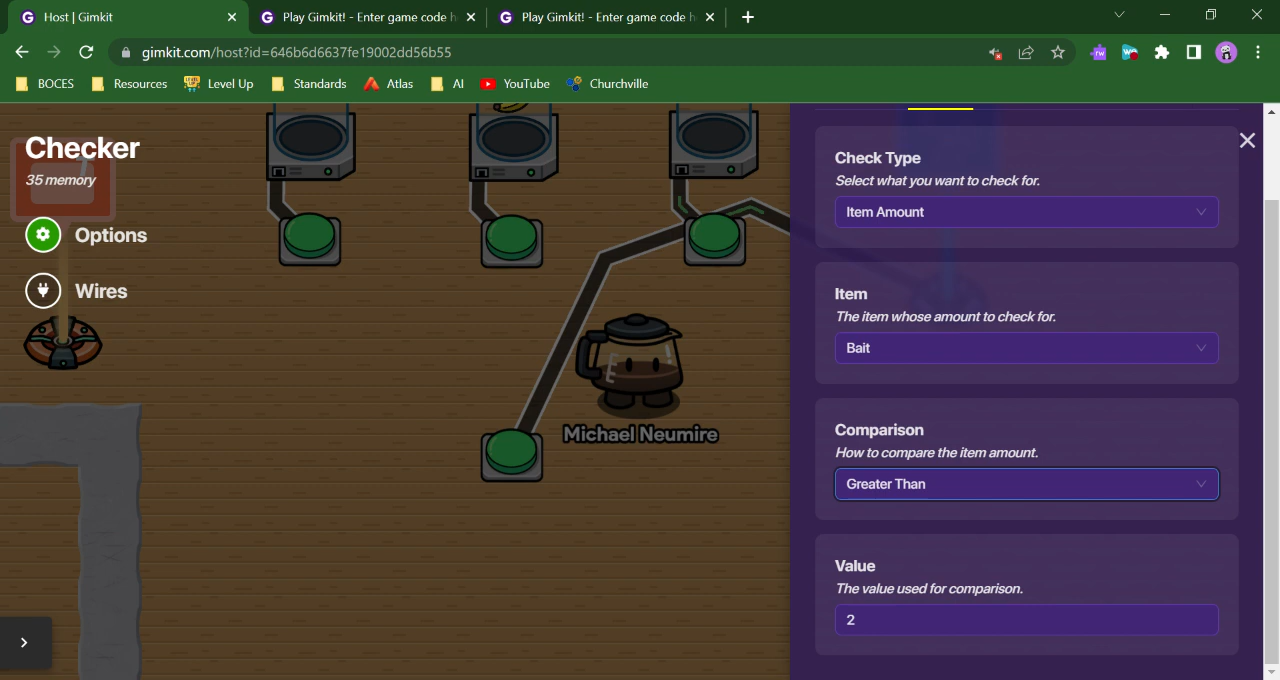 Host | Gimkit
Play Gimkit! - Enter game code h
Play Gimkit! - Enter game code h
gimkit.com/host?id=646b6d6637fe19002dd56b55
BOCES
Resources
Level Up
Standards
Atlas
AI
YouTube
Churchville
Checker
35 memory
Options
Wires
Michael Neumire
Check Type
Select what you want to check for.
Item Amount
Item
The item whose amount to check for.
Bait
Comparison
How to compare the item amount.
Greater Than
Value
The value used for comparison.
2